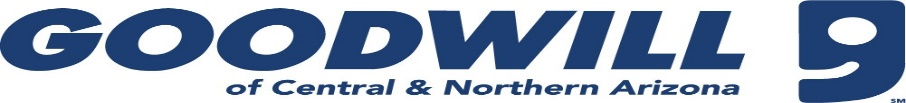 GOODWILL
of Central & Northern Arizona
g
SM